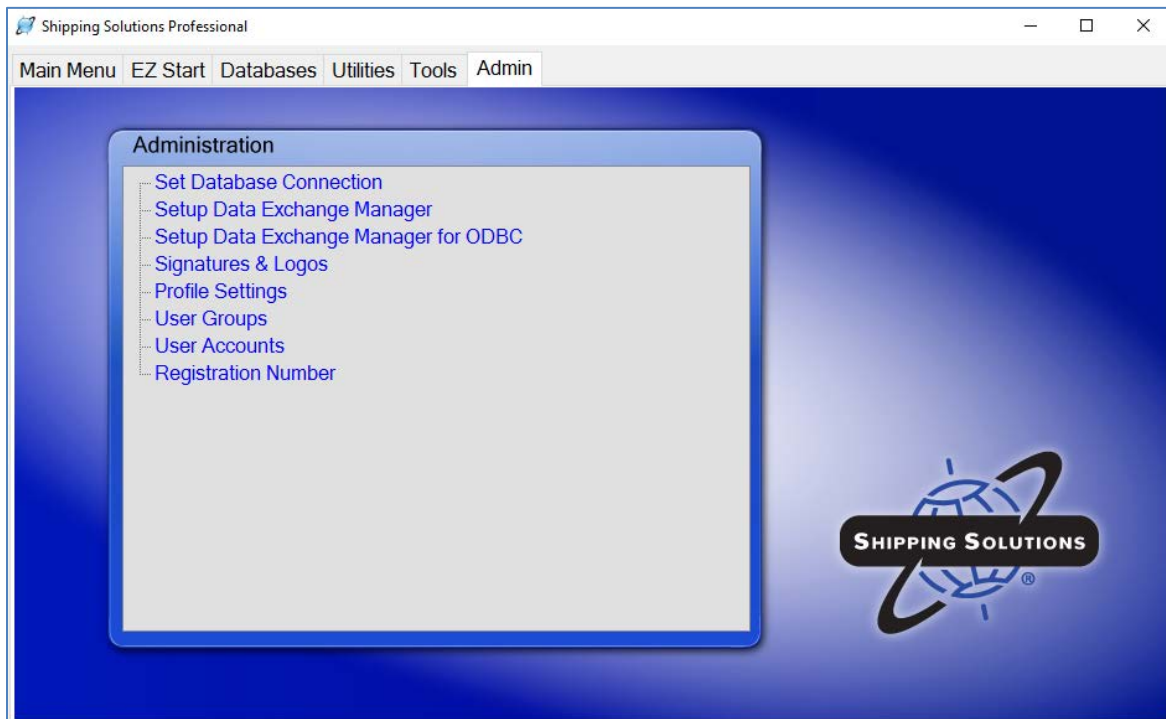 Shipping Solutions Professional
Main Menu EZ Start Databases Utilities Tools Admin
Administration
Set Database Connection
Setup Data Exchange Manager
Setup Data Exchange Manager for ODBC
Signatures & Logos
Profile Settings
User Groups
User Accounts
Registration Number
SHIPPING SOLUTIONS
®